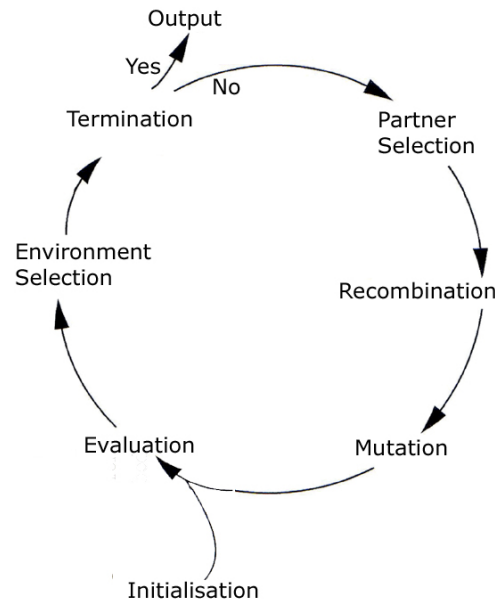 Output
Yes
No
Termination
Partner
Selection
Environment
Selection
Recombination
Evaluation
Mutation
Initialisation